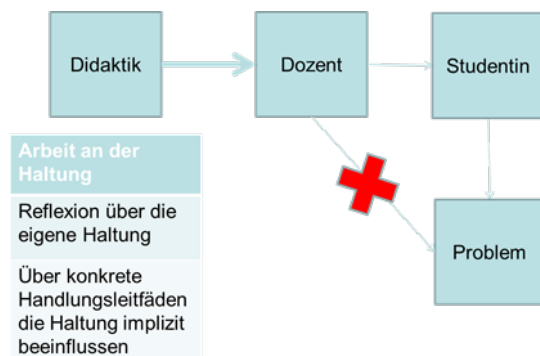 Didaktik
Dozent
Studentin
Arbeit an der
Haltung
Reflexion über die
eigene Haltung
Über konkrete
Handlungsleitfäden
die Haltung implizit
beeinflussen
Problem